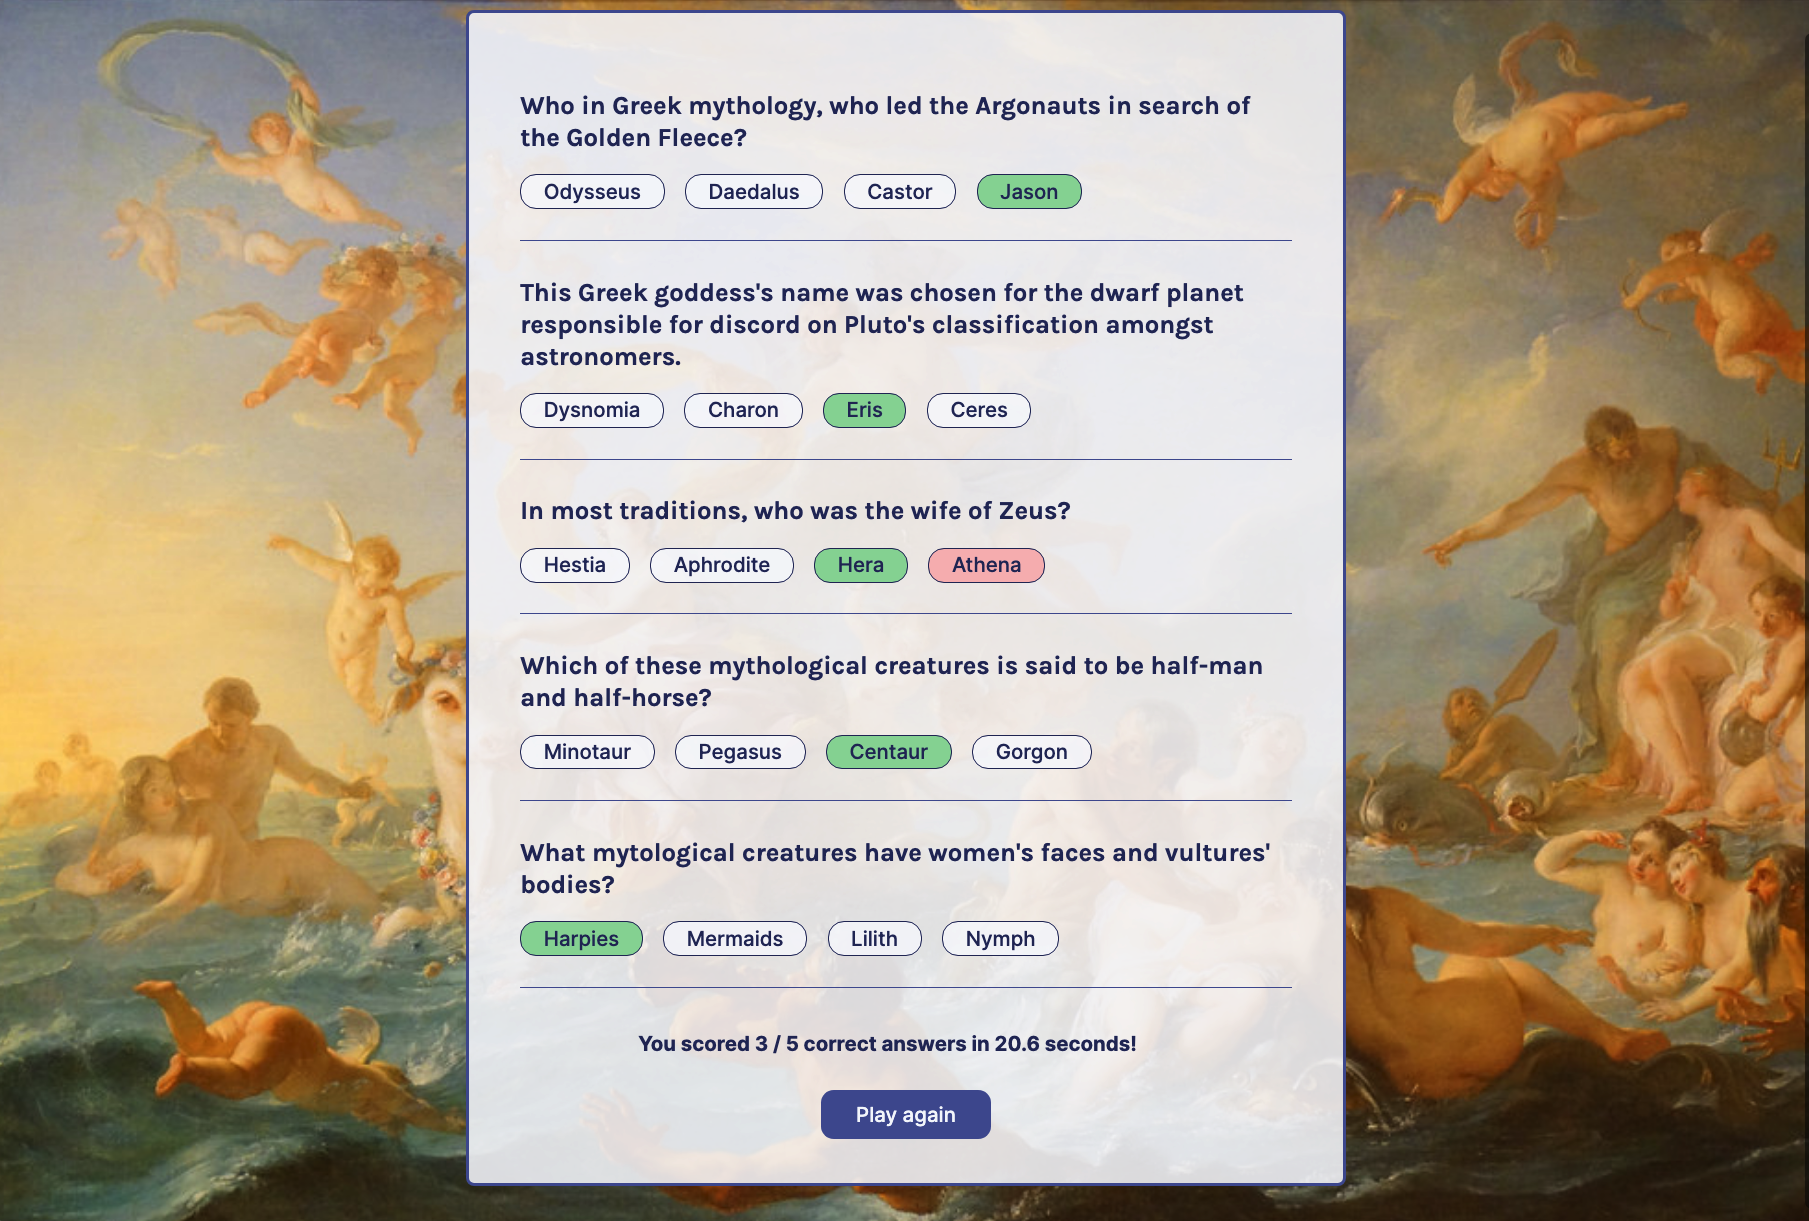 Who in Greek mythology, who led the Argonauts in search of
the Golden Fleece?
Odysseus Daedalus Castor Jason
This Greek goddess's name was chosen for the dwarf planet
responsible for discord on Pluto's classification amongst
astronomers.
Dysnomia Charon Eris Ceres
In most traditions, who was the wife of Zeus?
Hestia Aphrodite Hera Athena
Which of these mythological creatures is said to be half-man
and half-horse?
Minotaur Pegasus Centaur Gorgon
What mytological creatures have women's faces and vultures'
bodies?
Harpies Mermaids Lilith Nymph
You scored 3 / 5 correct answers in 20.6 seconds!
Play again